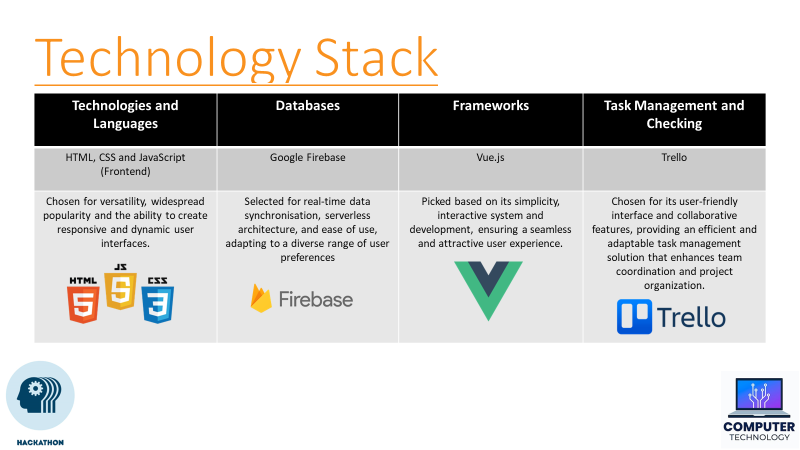 Technology Stack
Technologies and
Languages
Databases
Frameworks
Task Management and
Checking
HTML, CSS and JavaScript
(Frontend)
Google Firebase
Vue.js
Trello
Chosen for versatility, widespread
popularity and the ability to create
responsive and dynamic user
interfaces.
HTML
5
JS
5
CSS
3
Selected for real-time data
synchronisation, serverless
architecture, and ease of use,
adapting to a diverse range of user
preferences
Firebase
Picked based on its simplicity,
interactive system and
development, ensuring a seamless
and attractive user experience.
Chosen for its user-friendly
interface and collaborative
features, providing an efficient and
adaptable task management
solution that enhances team
coordination and project
organization.
Trello
HACKATHON
COMPUTER
TECHNOLOGY